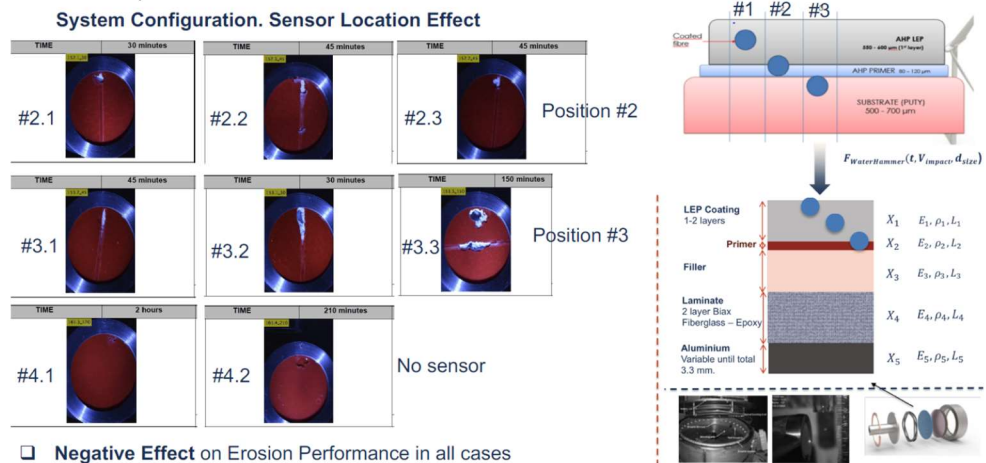 System Configuration. Sensor Location Effect
TIME 30 minutes
#2.1
TIME 45 minutes
#2.2
TIME 45 minutes
#2.3
Position #2
TIME 45 minutes
#3.1
TIME 30 minutes
#3.2
TIME 150 minutes
#3.3
Position #3
TIME 2 hours
#4.1
TIME 210 minutes
#4.2
No sensor
❑ Negative Effect on Erosion Performance in all cases
#1 #2 #3
Coated
fibre
AHP LEP
AHP PRIMER 80 – 120 µm
SUBSTRATE (PUTY)
500 - 700 µm
F_WaterHammer(t, V_impact, d_size)
LEP Coating
1-2 layers
X₁ E₁, ρ₁, L₁
Primer
X₂ E₂, ρ₂, L₂
Filler
X₃ E₃, ρ₃, L₃
Laminate
2 layer Biax
Fiberglass – Epoxy
X₄ E₄, ρ₄, L₄
Aluminium
Variable until total
3.3 mm.
X₅ E₅, ρ₅, L₅